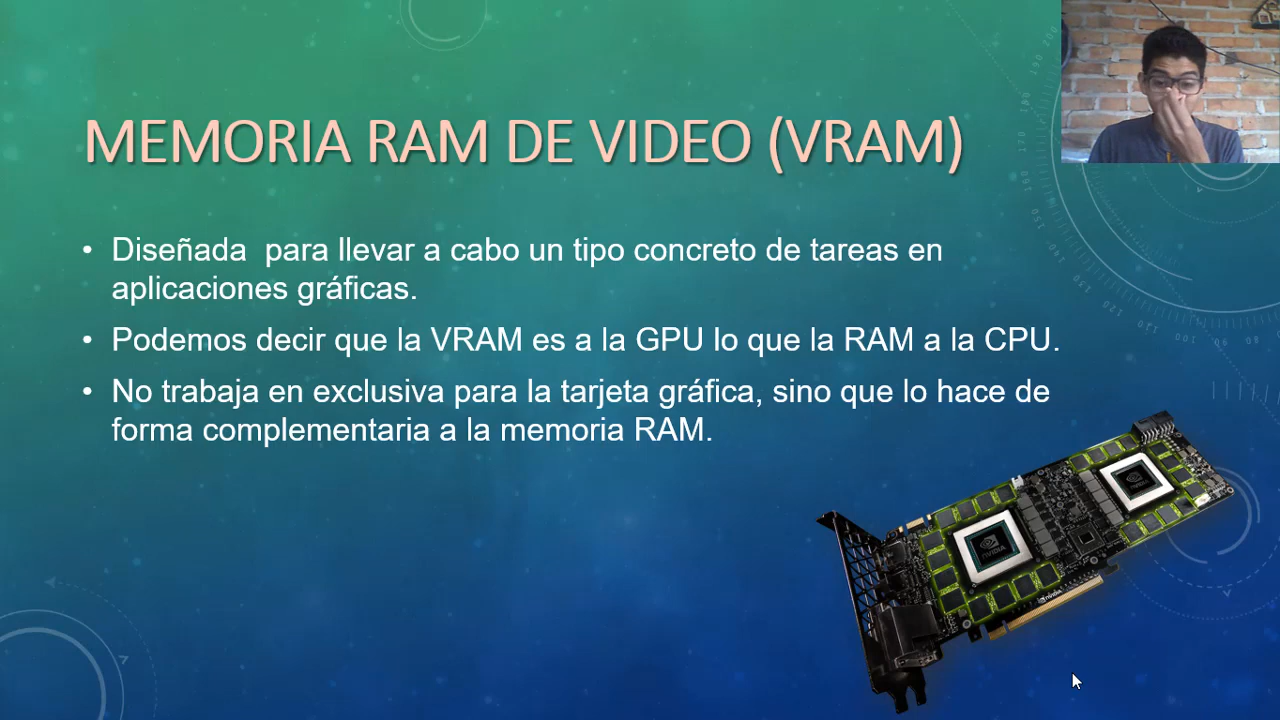 MEMORIA RAM DE VIDEO (VRAM)
• Diseñada  para llevar a cabo un tipo concreto de tareas en
aplicaciones gráficas.
• Podemos decir que la VRAM es a la GPU lo que la RAM a la CPU.
• No trabaja en exclusiva para la tarjeta gráfica, sino que lo hace de
forma complementaria a la memoria RAM.
NVIDIA